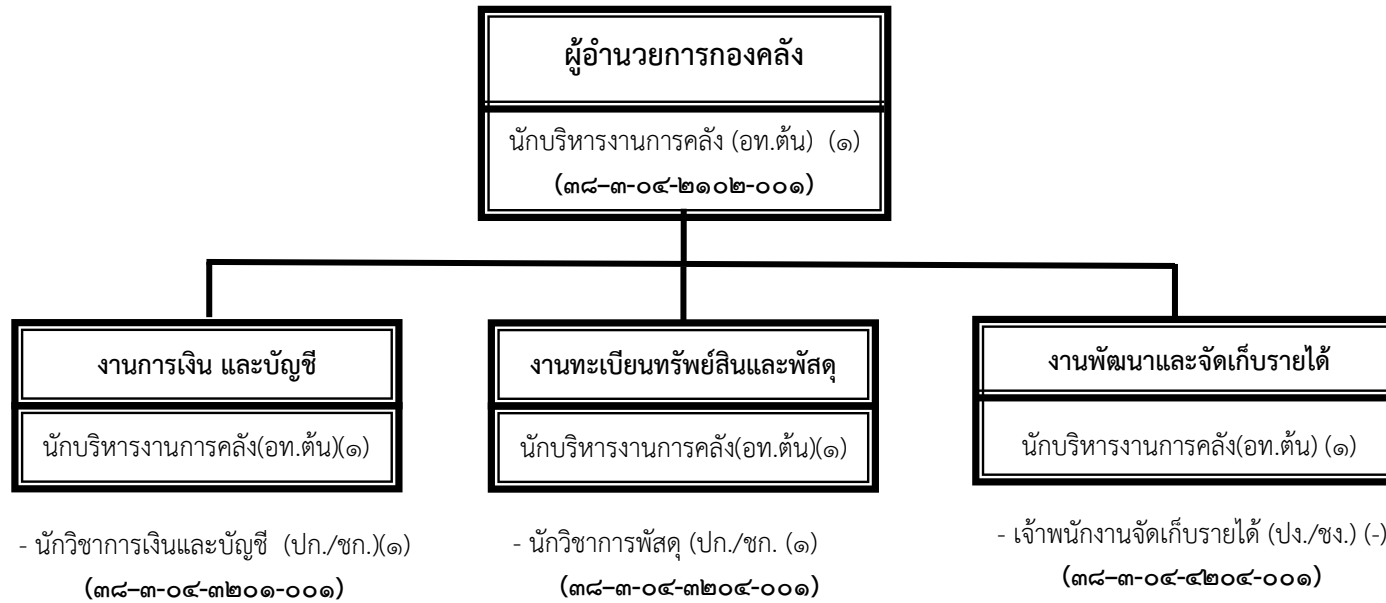 ผู้อำนวยการกองคลัง
นักบริหารงานการคลัง (อท.ต้น) (๑)
(๓๘–๓-๐๔-๒๑๐๒-๐๐๑)
งานการเงิน และบัญชี
นักบริหารงานการคลัง(อท.ต้น)(๑)
- นักวิชาการเงินและบัญชี (ปก./ชก.)(๑)
(๓๘–๓-๐๔-๓๒๐๑-๐๐๑)
งานทะเบียนทรัพย์สินและพัสดุ
นักบริหารงานการคลัง(อท.ต้น)(๑)
- นักวิชาการพัสดุ (ปก./ชก. (๑)
(๓๘–๓-๐๔-๓๒๐๔-๐๐๑)
งานพัฒนาและจัดเก็บรายได้
นักบริหารงานการคลัง(อท.ต้น) (๑)
- เจ้าพนักงานจัดเก็บรายได้ (ปง./ชง.) (-)
(๓๘–๓-๐๔-๔๒๐๔-๐๐๑)